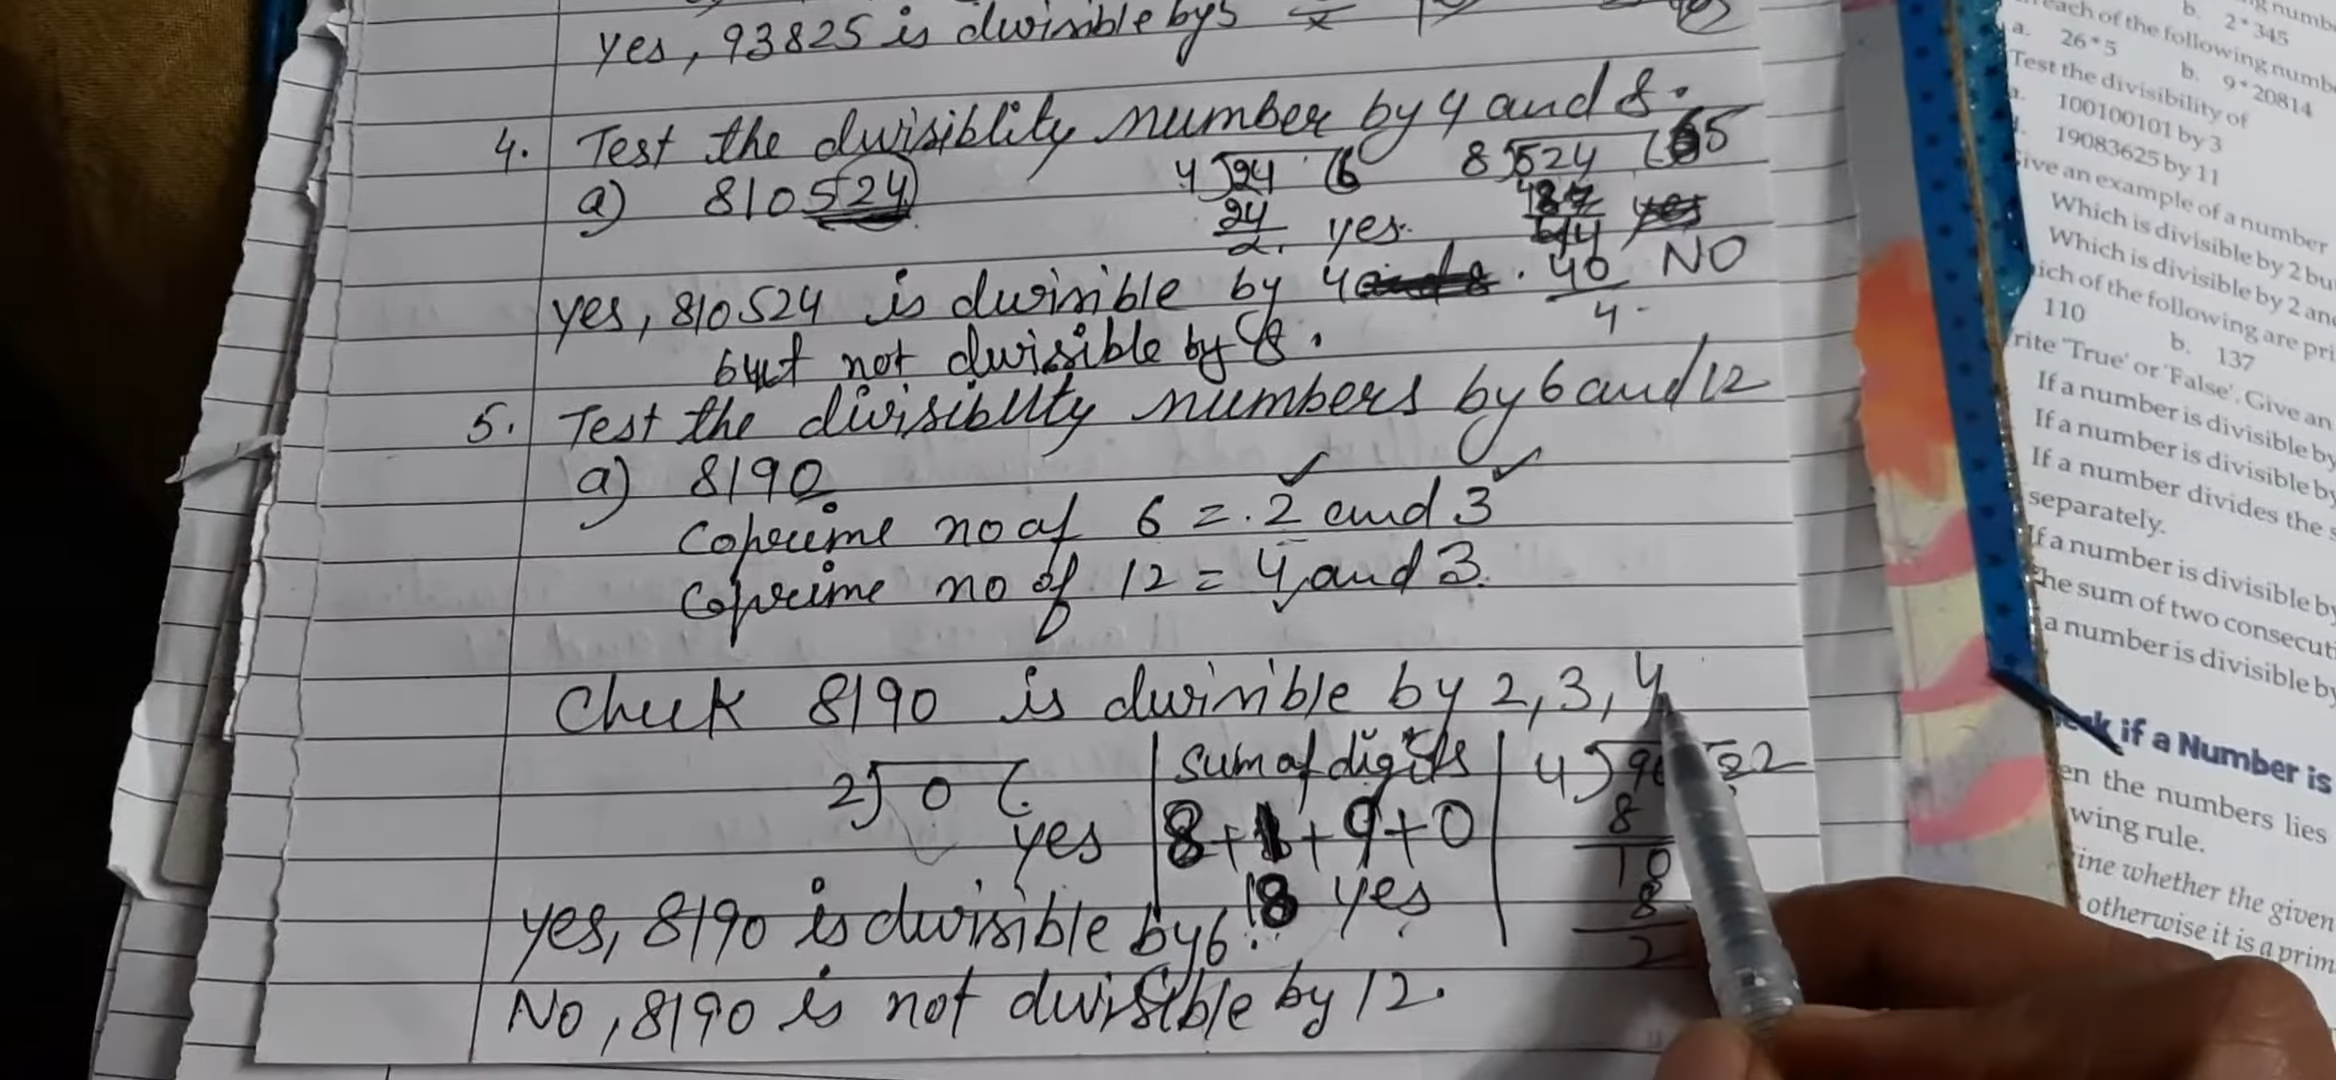 yes, 93825 is divisible by 5
4. Test the divisiblity number by 4 and 8.
a) 810524
4)24(6
24
yes.
8)524(65
48
44
40 NO
4
yes, 810524 is divisible by 4
but not divisible by 8.
5. Test the divisiblity numbers by 6 and 12
a) 8190
Coprime no of 6 = . 2 and 3
Coprime no of 12 = 4 and 3.
Check 8190 is divisible by 2, 3, 4
2) 0 (
yes
sum of digits
8+1+9+0
18 yes
4)90 22
8
10
8
2
yes, 8190 is divisible by 6.
No, 8190 is not divisible by 12.
b. 2*345
each of the following numb
a. 26*5 b. 9*20814
Test the divisibility of
100100101 by 3
19083625 by 11
ive an example of a number
Which is divisible by 2 bu
Which is divisible by 2 an
ich of the following are pri
110 b. 137
rite 'True' or 'False'. Give an
If a number is divisible by
If a number is divisible by
If a number divides the s
separately.
If a number is divisible by
he sum of two consecuti
a number is divisible by
if a Number is
en the numbers lies
wing rule.
ine whether the given
otherwise it is a prim